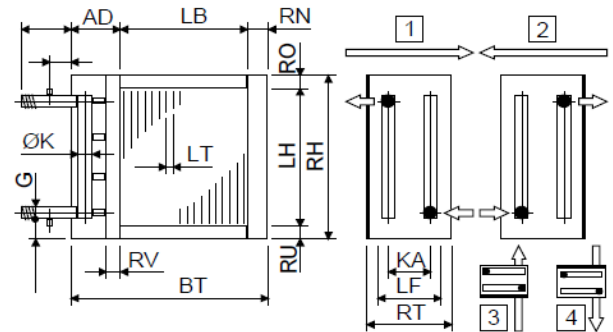 AD LB RN 1 2
RO
ØK LT LH RH
G
RV RU KA
BT LF 3 4
RT